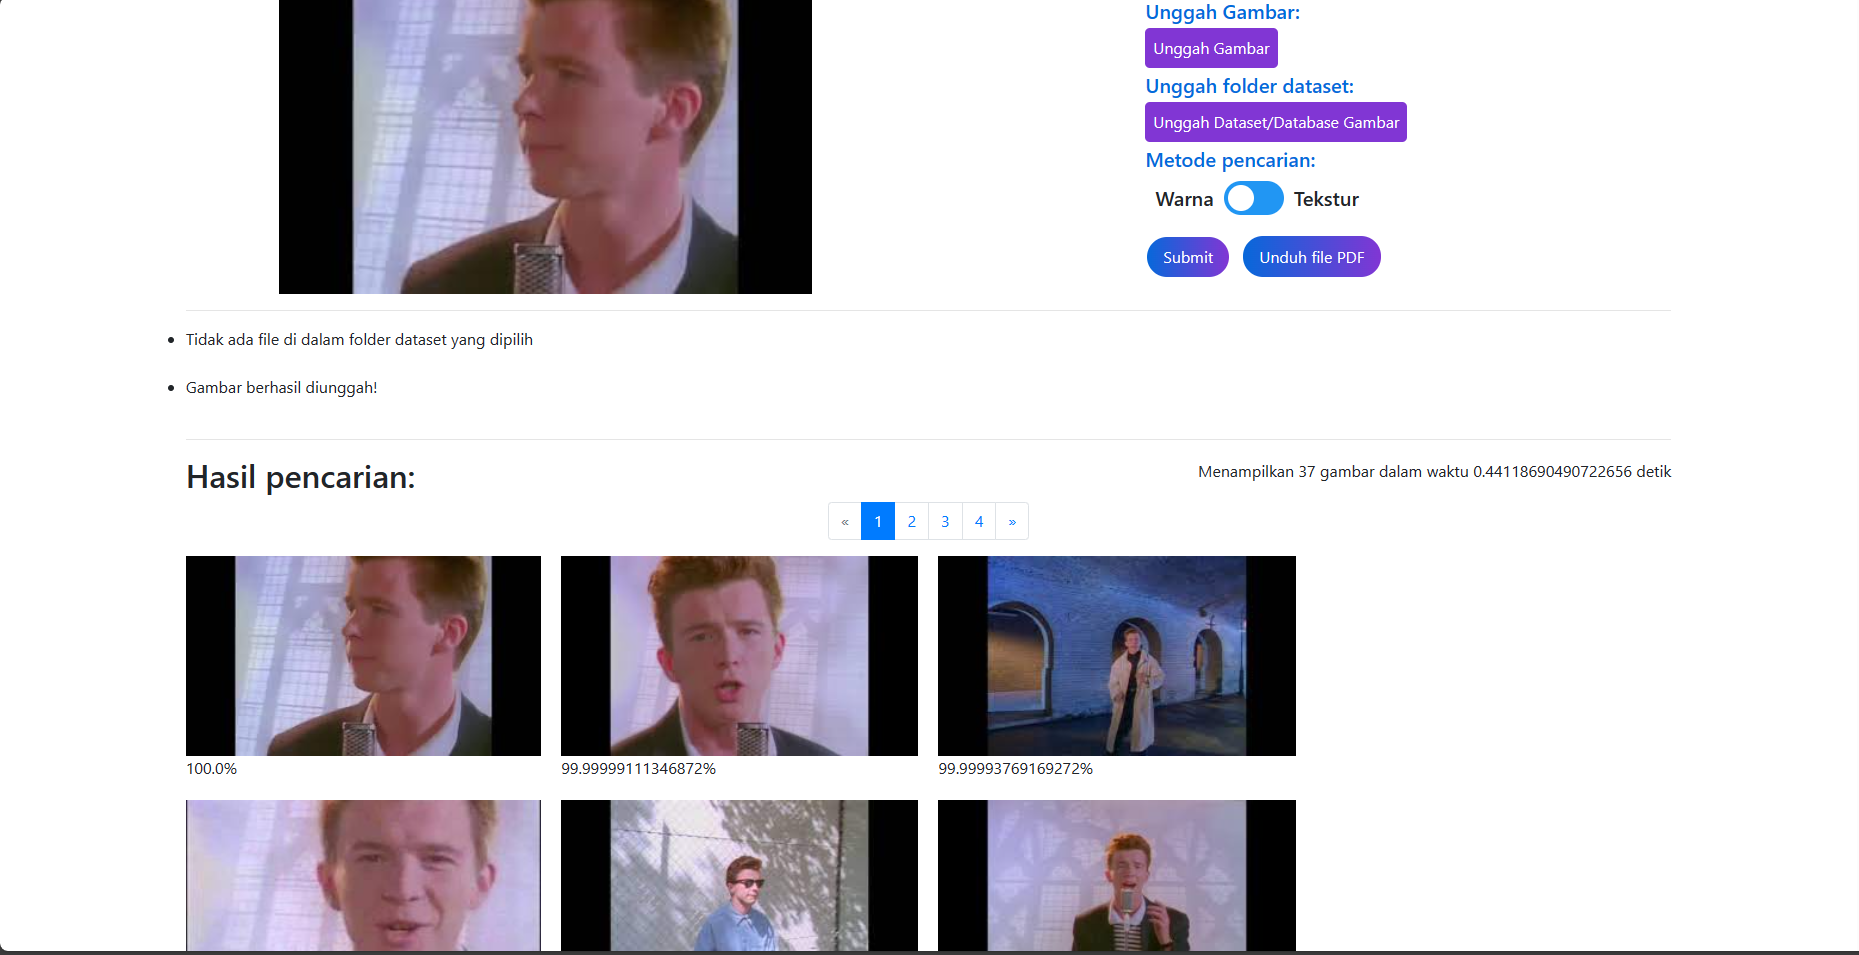 Unggah Gambar:
Unggah Gambar
Unggah folder dataset:
Unggah Dataset/Database Gambar
Metode pencarian:
Warna Tekstur
Submit Unduh file PDF
Tidak ada file di dalam folder dataset yang dipilih
Gambar berhasil diunggah!
Hasil pencarian:
Menampilkan 37 gambar dalam waktu 0.44118690490722656 detik
« 1 2 3 4 »
100.0% 99.99999111346872% 99.99993769169272%